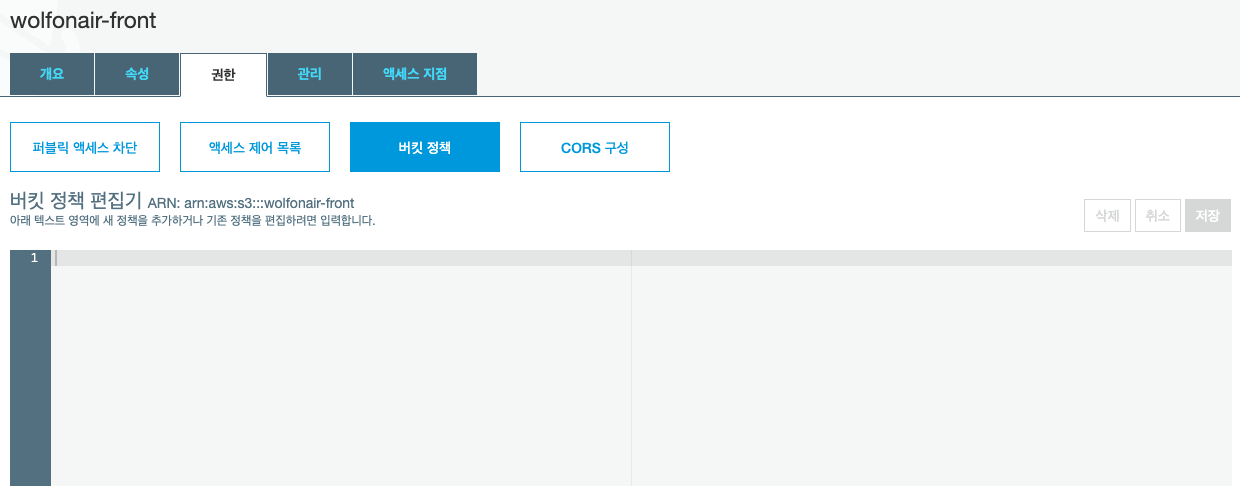 wolfonair-front
개요 속성 권한 관리 액세스 지점
퍼블릭 액세스 차단 액세스 제어 목록 버킷 정책 CORS 구성
버킷 정책 편집기 ARN: arn:aws:s3:::wolfonair-front
아래 텍스트 영역에 새 정책을 추가하거나 기존 정책을 편집하려면 입력합니다.
삭제 취소 저장
1